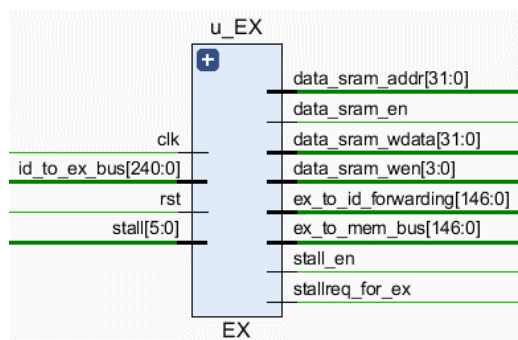 u_EX
data_sram_addr[31:0]
data_sram_en
clk
data_sram_wdata[31:0]
id_to_ex_bus[240:0]
data_sram_wen[3:0]
rst
ex_to_id_forwarding[146:0]
stall[5:0]
ex_to_mem_bus[146:0]
stall_en
stallreq_for_ex
EX